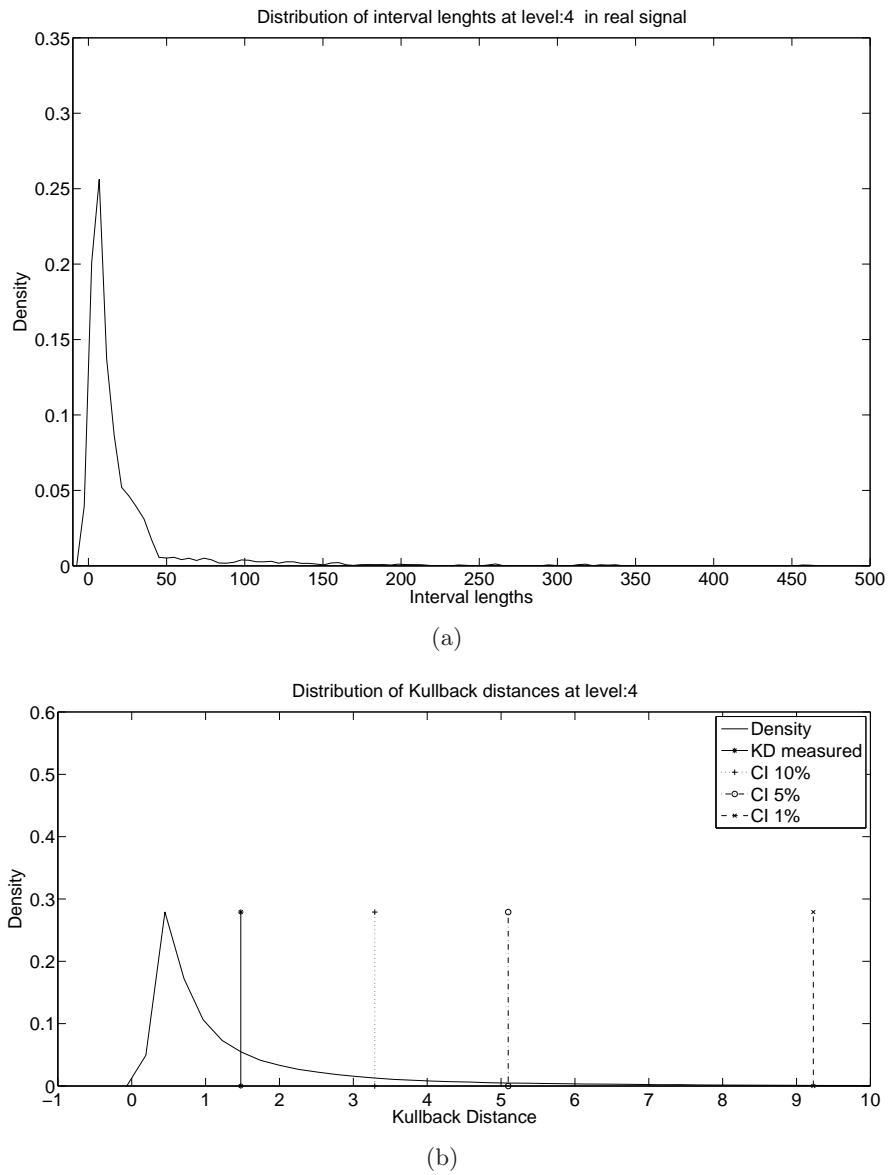 Distribution of interval lenghts at level:4 in real signal
0.35
0.3
0.25
0.2
0.15
0.1
0.05
0
Density
0 50 100 150 200 250 300 350 400 450 500
Interval lengths
(a)
Distribution of Kullback distances at level:4
0.6
0.5
0.4
0.3
0.2
0.1
0
Density
Density
KD measured
CI 10%
CI 5%
CI 1%
−1 0 1 2 3 4 5 6 7 8 9 10
Kullback Distance
(b)